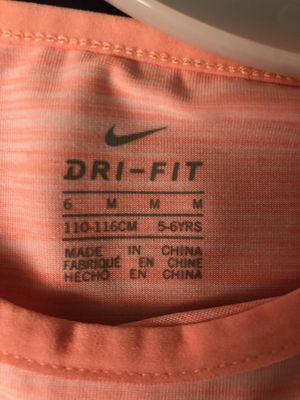 DRI-FIT
6 M M M
110-116CM 5-6YRS
MADE IN CHINA
FABRIQUÉ EN CHINE
HECHO EN CHINA